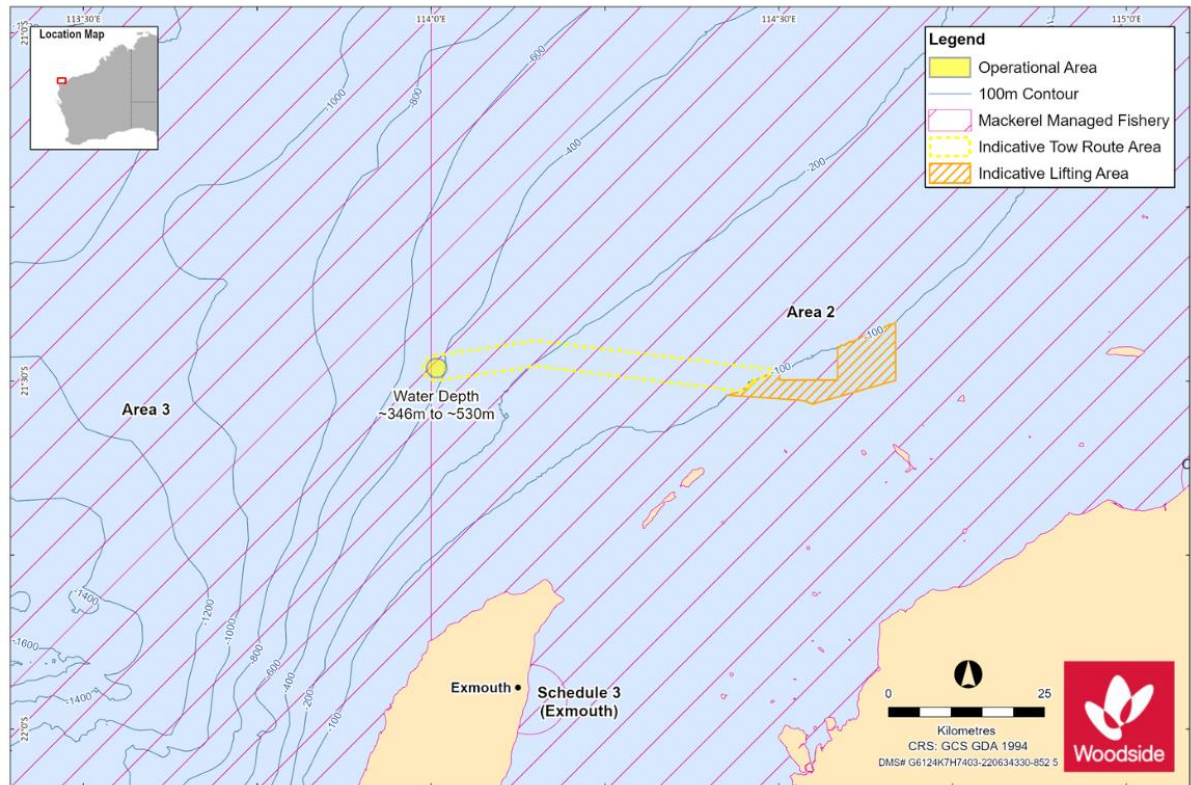 113°30'E
114°0'E
114°30'E
115°0'E
21°0'S
Location Map
Legend
Operational Area
100m Contour
Mackerel Managed Fishery
Indicative Tow Route Area
Indicative Lifting Area
-1000
-800
-600
-400
-200
Area 2
-100
-100
21°30'S
Water Depth
~346m to ~530m
Area 3
-1400
-1200
-1000
-1600
-800
-600
-1400
-400
-200
-100
Exmouth
Schedule 3
(Exmouth)
0
25
Kilometres
CRS: GCS GDA 1994
DMS# G6124K7H7403-220634330-852 5
22°0'S
Woodside